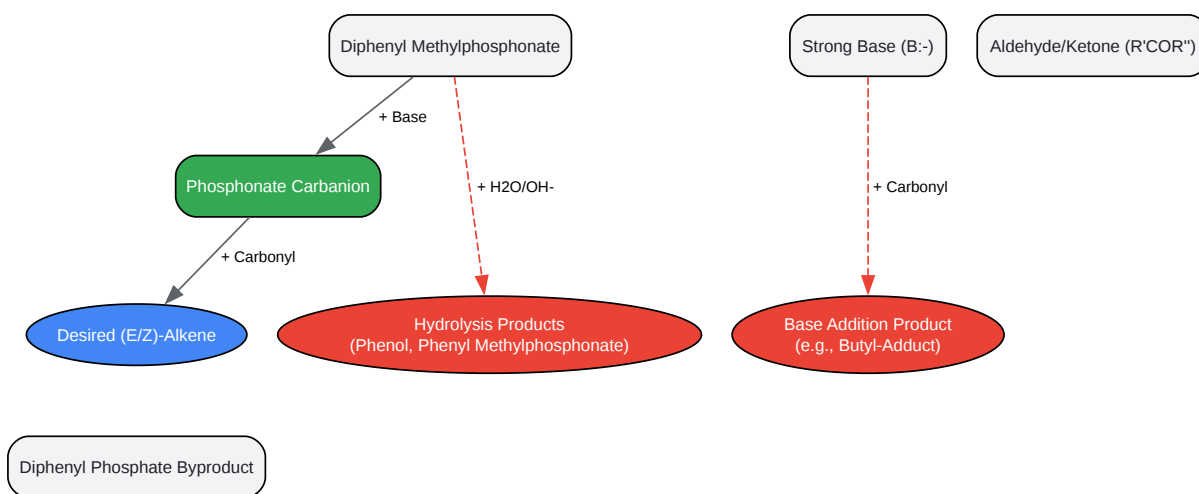 Diphenyl Methylphosphonate
Strong Base (B:-)
Aldehyde/Ketone (R'COR'')
+ Base
Phosphonate Carbanion
+ H2O/OH-
+ Carbonyl
+ Carbonyl
Desired (E/Z)-Alkene
Hydrolysis Products
(Phenol, Phenyl Methylphosphonate)
Base Addition Product
(e.g., Butyl-Adduct)
Diphenyl Phosphate Byproduct